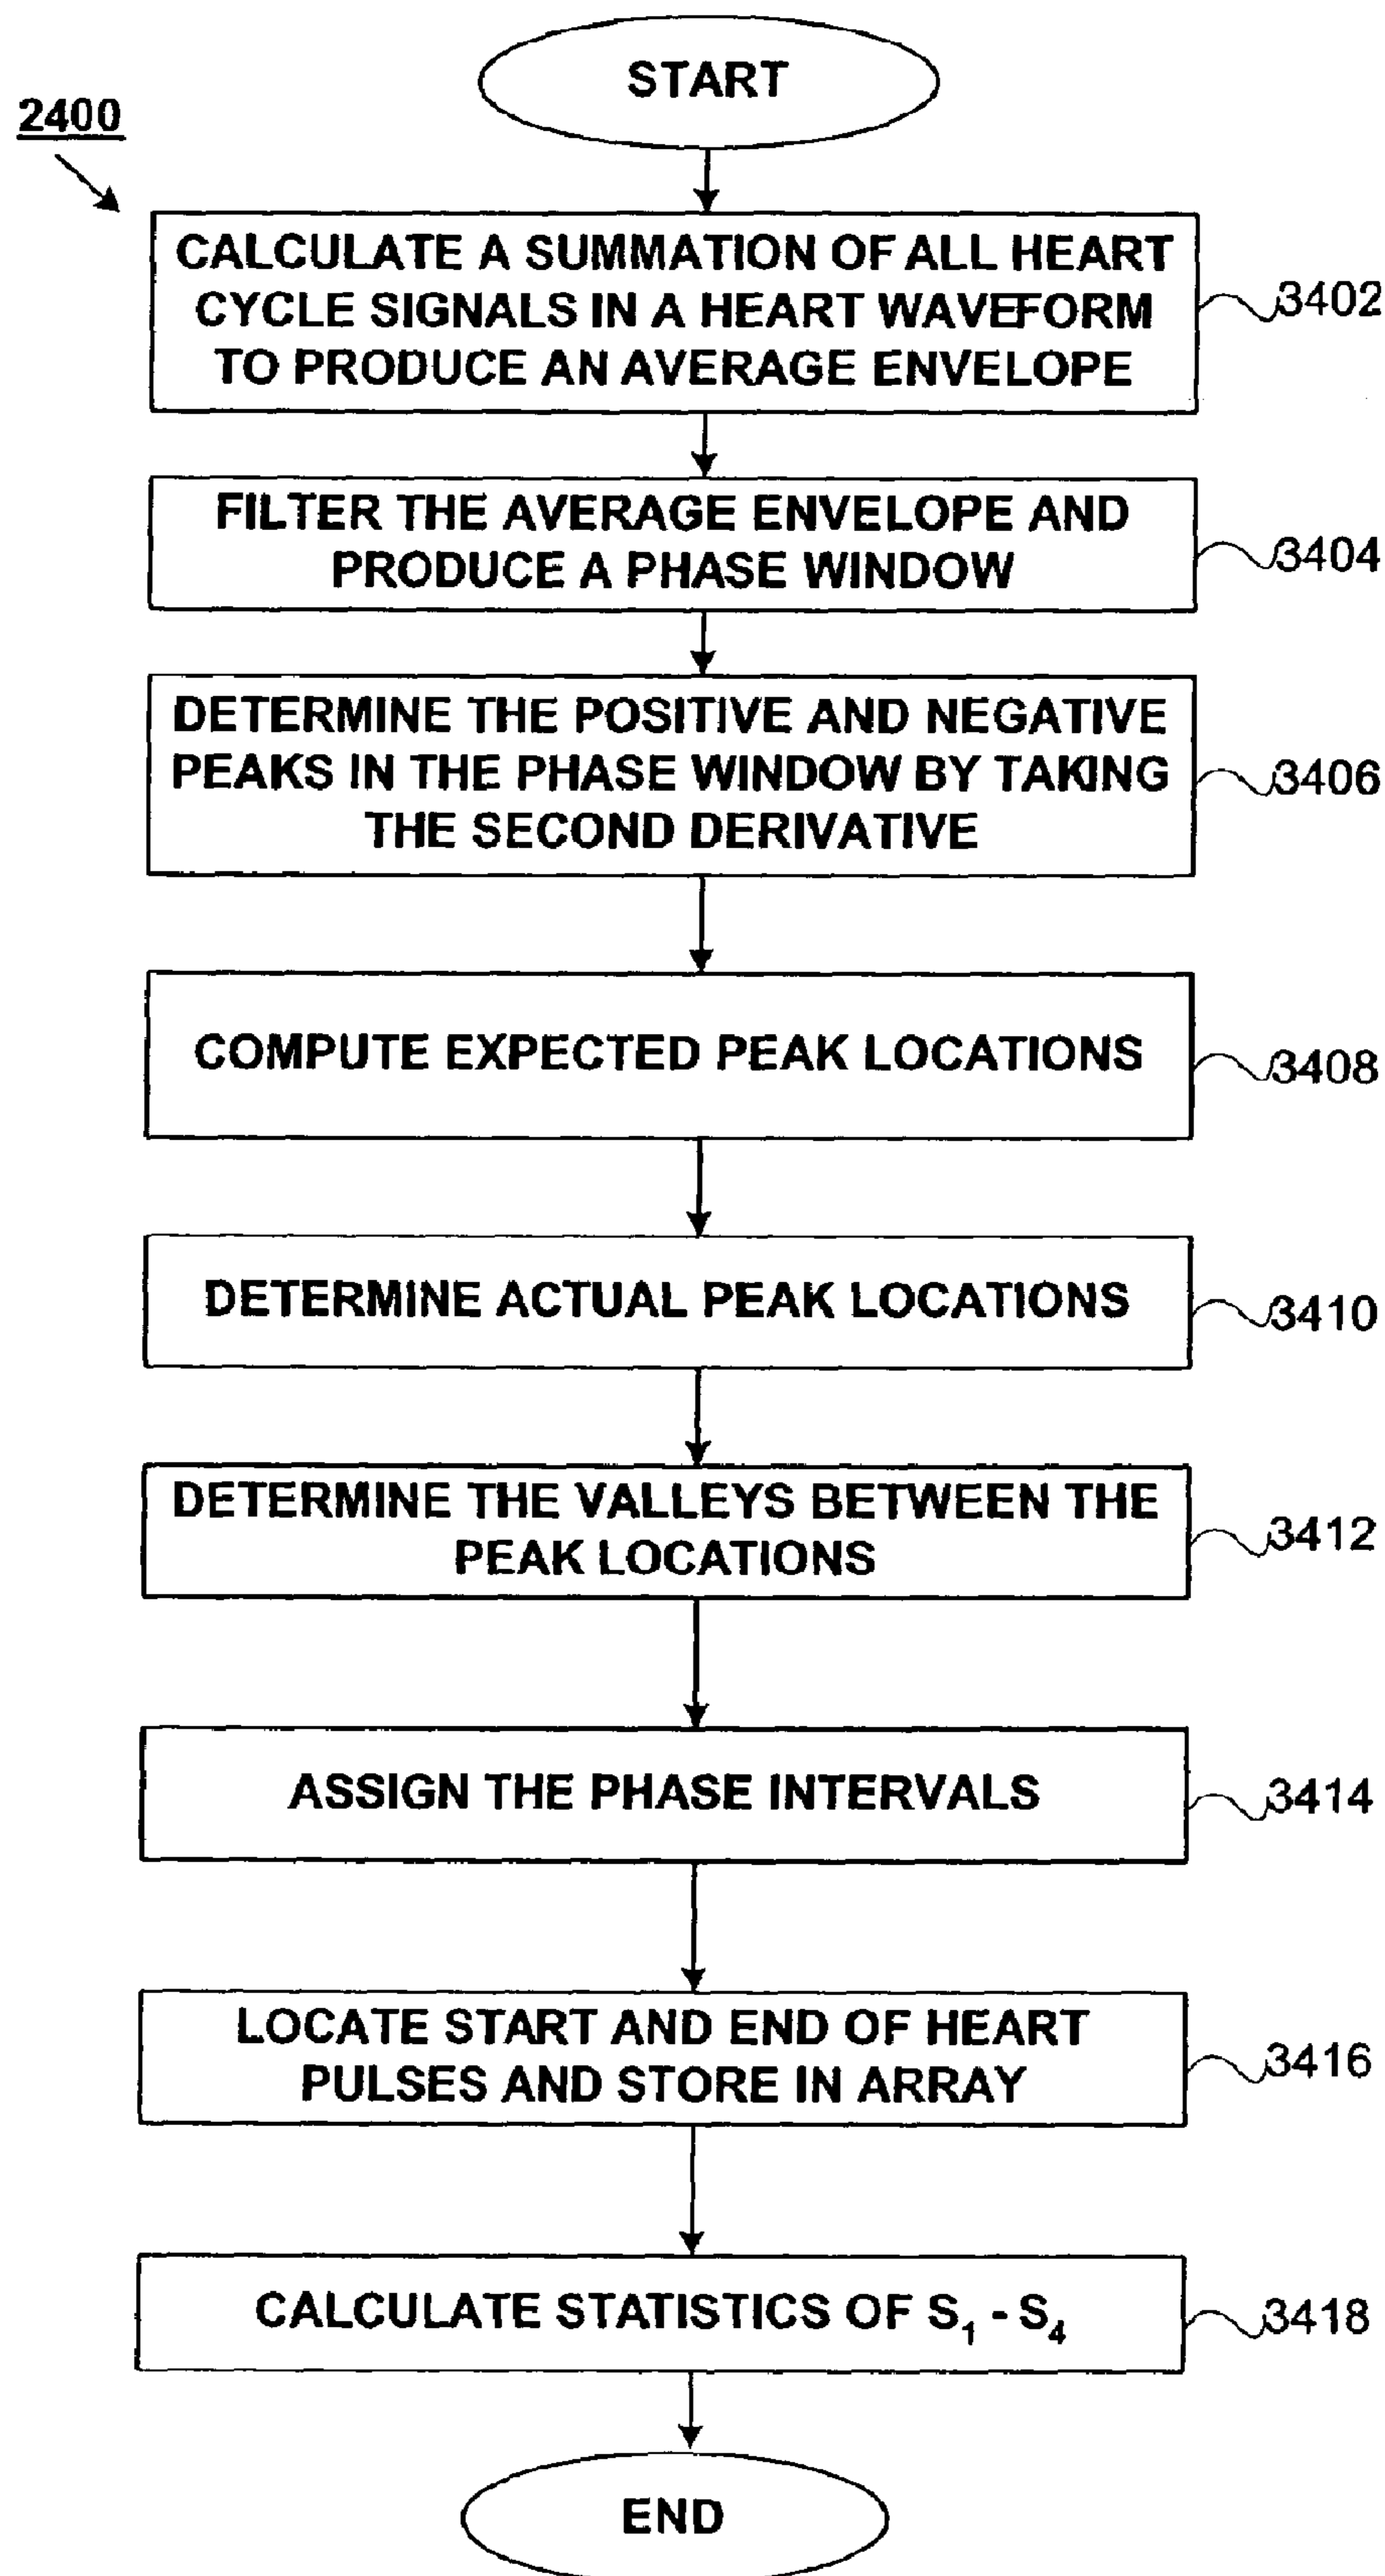 START
2400
CALCULATE A SUMMATION OF ALL HEART
CYCLE SIGNALS IN A HEART WAVEFORM
TO PRODUCE AN AVERAGE ENVELOPE
3402
FILTER THE AVERAGE ENVELOPE AND
PRODUCE A PHASE WINDOW
3404
DETERMINE THE POSITIVE AND NEGATIVE
PEAKS IN THE PHASE WINDOW BY TAKING
THE SECOND DERIVATIVE
3406
COMPUTE EXPECTED PEAK LOCATIONS
3408
DETERMINE ACTUAL PEAK LOCATIONS
3410
DETERMINE THE VALLEYS BETWEEN THE
PEAK LOCATIONS
3412
ASSIGN THE PHASE INTERVALS
3414
LOCATE START AND END OF HEART
PULSES AND STORE IN ARRAY
3416
CALCULATE STATISTICS OF S₁ - S₄
3418
END